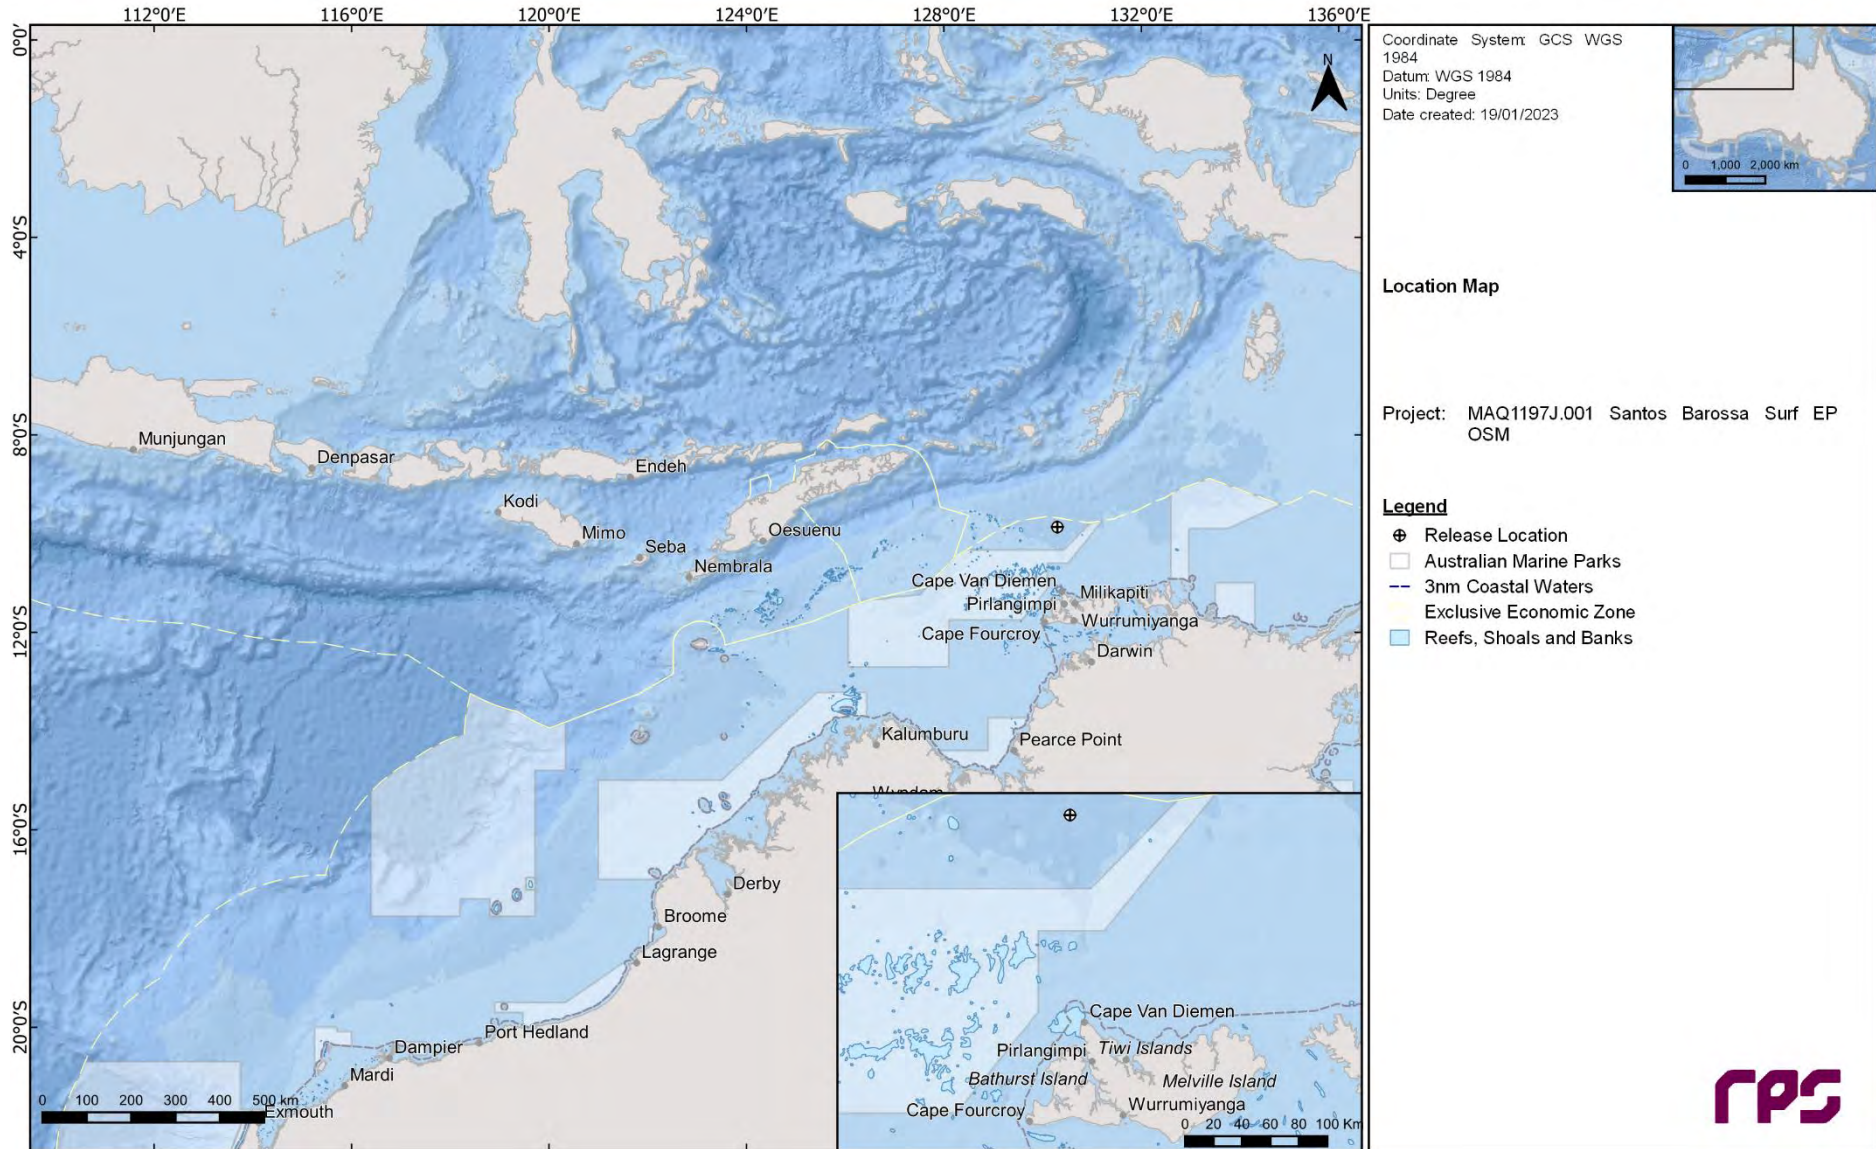 112°0'E 116°0'E 120°0'E 124°0'E 128°0'E 132°0'E 136°0'E
0°0'
4°0'S
8°0'S
12°0'S
16°0'S
20°0'S
N
Munjungan
Denpasar
Endeh
Kodi
Mimo
Seba
Oesuenu
Nembrala
Cape Van Diemen
Milikapiti
Pirlangimpi
Wurrumiyanga
Cape Fourcroy
Darwin
Kalumburu
Pearce Point
Derby
Broome
Lagrange
Port Hedland
Dampier
Mardi
Exmouth
0 100 200 300 400 500 km
Cape Van Diemen
Pirlangimpi
Tiwi Islands
Bathurst Island
Melville Island
Cape Fourcroy
Wurrumiyanga
0 20 40 60 80 100 Km
Coordinate System: GCS WGS
1984
Datum: WGS 1984
Units: Degree
Date created: 19/01/2023
0 1,000 2,000 km
Location Map
Project: MAQ1197J.001 Santos Barossa Surf EP
OSM
Legend
Release Location
Australian Marine Parks
3nm Coastal Waters
Exclusive Economic Zone
Reefs, Shoals and Banks
rps